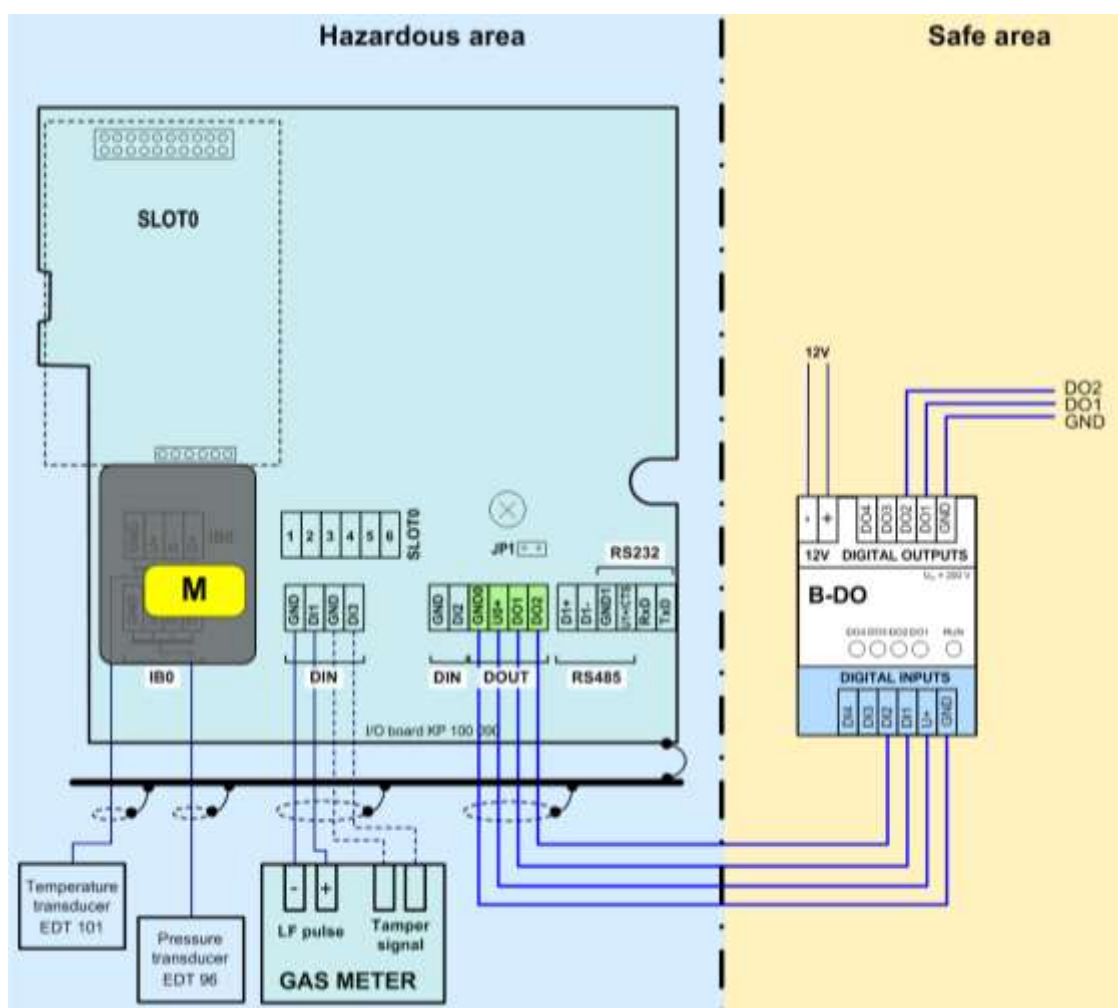 Hazardous area
Safe area
SLOT0
12V
DO2
DO1
GND
1 2 3 4 5 6
SLOT0
JP1
RS232
IB0
M
GND DI1 GND DI3
GND DI2 GND0 U0+ DO1 DO2
D1+ D1- GND1 U1+/CTS RxD TxD
IB0
DIN
DIN
DOUT
RS485
I/O board KP 100
- + DO4 DO3 DO2 DO1 GND
12V DIGITAL OUTPUTS
B-DO
DO4 DO3 DO2 DO1 RUN
DIGITAL INPUTS
DI4 DI3 DI2 DI1 U+ GND
Temperature
transducer
EDT 101
Pressure
transducer
EDT 96
- +
LF pulse
Tamper
signal
GAS METER